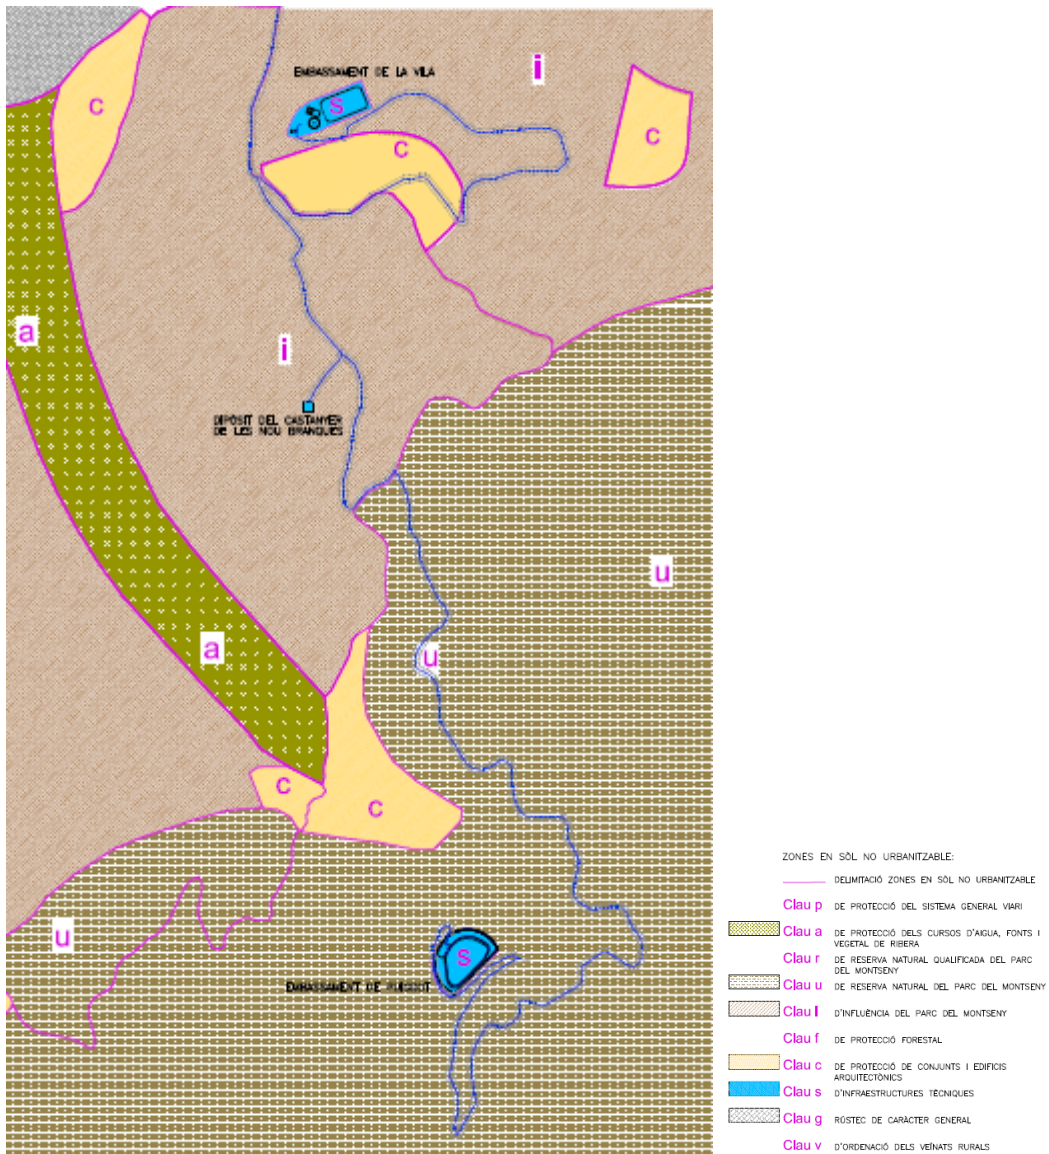 i
EMBASSAMENT DE LA VILA
s
c
c
c
a
i
DIPÒSIT DEL CASTANYER
DE LES NOU BRANQUES
u
a
u
c
c
u
s
EMBASSAMENT DE PUIGDOT
ZONES EN SÒL NO URBANITZABLE:
DELIMITACIÓ ZONES EN SÒL NO URBANITZABLE
Clau p DE PROTECCIÓ DEL SISTEMA GENERAL VIARI
Clau a DE PROTECCIÓ DELS CURSOS D'AIGUA, FONTS I
VEGETAL DE RIBERA
Clau r DE RESERVA NATURAL QUALIFICADA DEL PARC
DEL MONTSENY
Clau u DE RESERVA NATURAL DEL PARC DEL MONTSENY
Clau I D'INFLUÈNCIA DEL PARC DEL MONTSENY
Clau f DE PROTECCIÓ FORESTAL
Clau c DE PROTECCIÓ DE CONJUNTS I EDIFICIS
ARQUITECTÒNICS
Clau s D'INFRAESTRUCTURES TÈCNIQUES
Clau g RÚSTEC DE CARÀCTER GENERAL
Clau v D'ORDENACIÓ DELS VEÏNATS RURALS